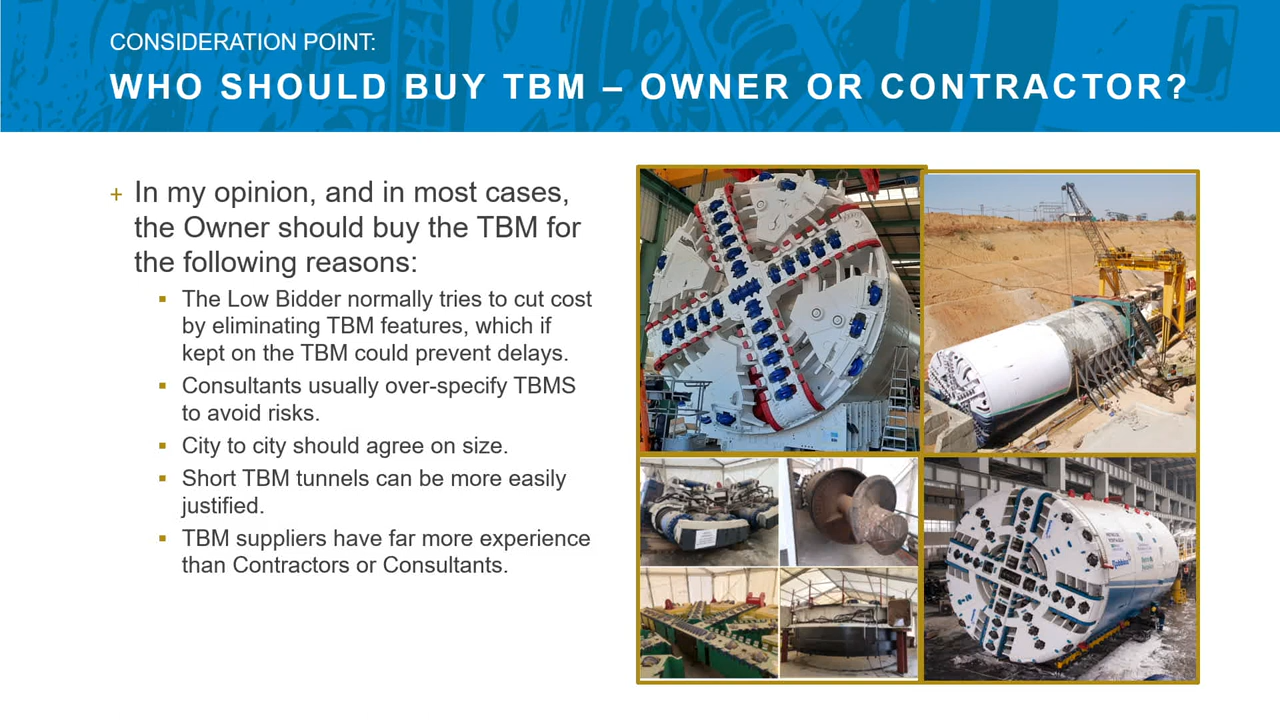 CONSIDERATION POINT:
WHO SHOULD BUY TBM – OWNER OR CONTRACTOR?
+ In my opinion, and in most cases,
the Owner should buy the TBM for
the following reasons:
▪ The Low Bidder normally tries to cut cost
by eliminating TBM features, which if
kept on the TBM could prevent delays.
▪ Consultants usually over-specify TBMS
to avoid risks.
▪ City to city should agree on size.
▪ Short TBM tunnels can be more easily
justified.
▪ TBM suppliers have far more experience
than Contractors or Consultants.